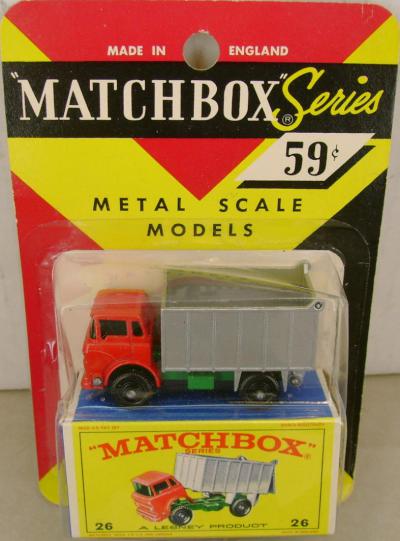 MADE IN ENGLAND
"MATCHBOX" Series ®
59¢
METAL SCALE
MODELS
"MATCHBOX" ®
SERIES
26 A LESNEY PRODUCT 26